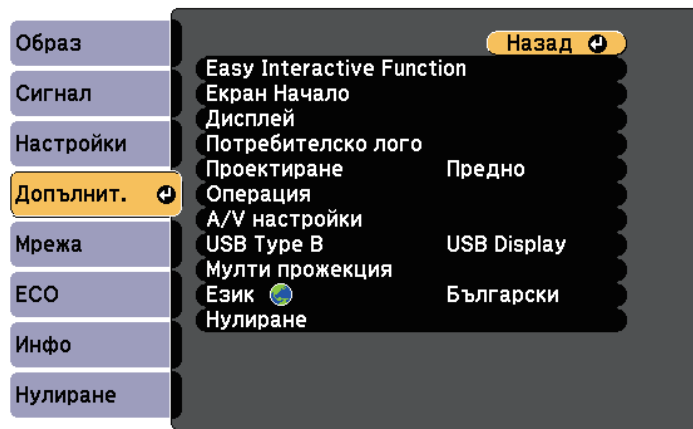 Образ
Сигнал
Настройки
Допълнит.
Мрежа
ECO
Инфо
Нулиране
Назад
Easy Interactive Function
Екран Начало
Дисплей
Потребителско лого
Проектиране Предно
Операция
A/V настройки
USB Type B USB Display
Мулти прожекция
Език Български
Нулиране